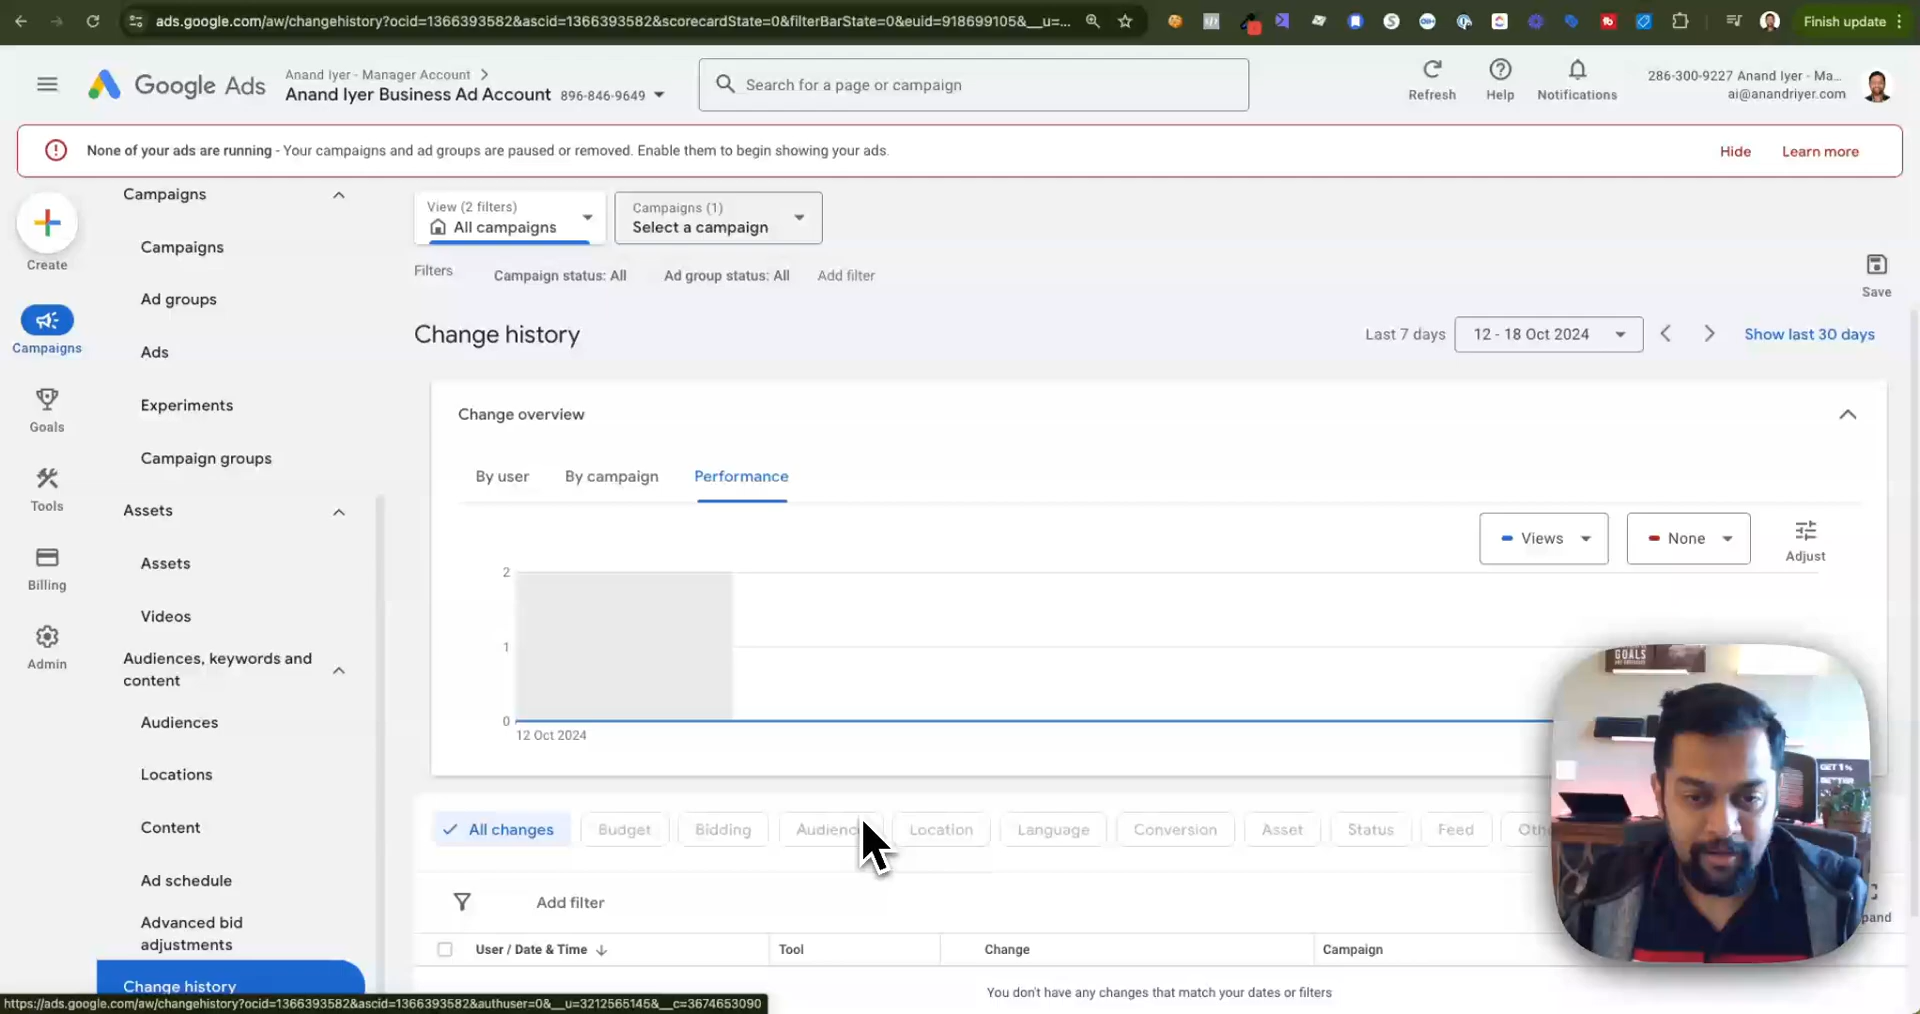 ads.google.com/aw/changehistory?ocid=1366393582&ascid=1366393582&scorecardState=0&filterBarState=0&euid=918699105&__u=...
Finish update
Google Ads
Anand Iyer - Manager Account
Anand Iyer Business Ad Account 896-846-9649
Search for a page or campaign
Refresh
Help
Notifications
286-300-9227 Anand Iyer - Ma...
ai@anandriyer.com
None of your ads are running - Your campaigns and ad groups are paused or removed. Enable them to begin showing your ads.
Hide
Learn more
Create
Campaigns
Goals
Tools
Billing
Admin
Campaigns
Campaigns
Ad groups
Ads
Experiments
Campaign groups
Assets
Assets
Videos
Audiences, keywords and
content
Audiences
Locations
Content
Ad schedule
Advanced bid
adjustments
Change history
View (2 filters)
All campaigns
Campaigns (1)
Select a campaign
Filters
Campaign status: All
Ad group status: All
Add filter
Save
Change history
Last 7 days
12 - 18 Oct 2024
Show last 30 days
Change overview
By user
By campaign
Performance
Views
None
Adjust
2
1
0
12 Oct 2024
GOALS
GET 1%
All changes
Budget
Bidding
Audienc
Location
Language
Conversion
Asset
Status
Feed
Oth
Add filter
pand
User / Date & Time
Tool
Change
Campaign
You don't have any changes that match your dates or filters
https://ads.google.com/aw/changehistory?ocid=1366393582&ascid=1366393582&authuser=0&__u=3212565145&__c=3674653090